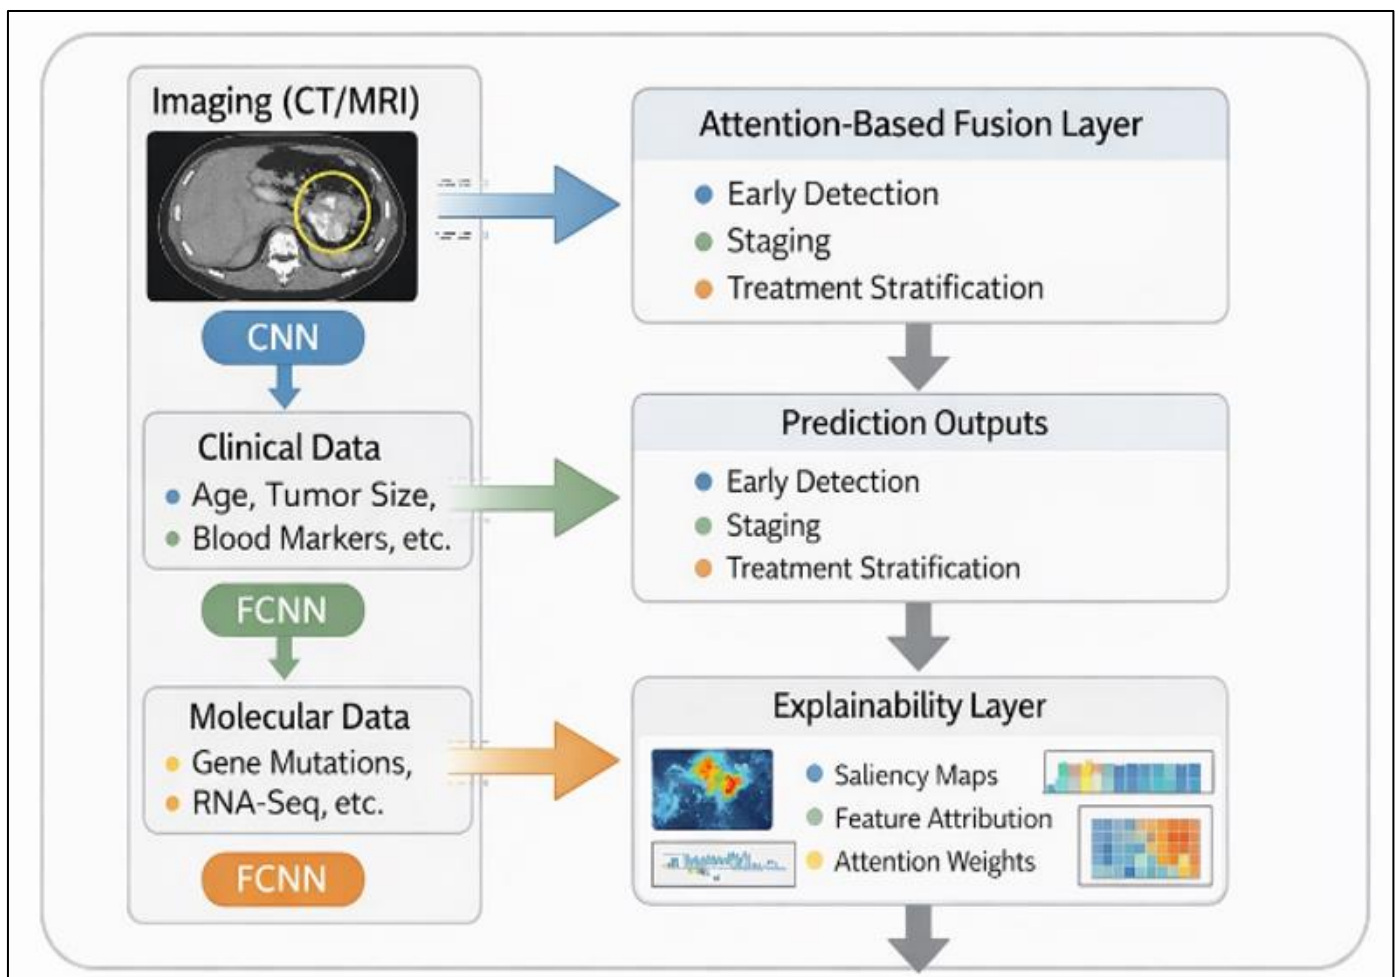 Imaging (CT/MRI)
CNN
Clinical Data
Age, Tumor Size,
Blood Markers, etc.
FCNN
Molecular Data
Gene Mutations,
RNA-Seq, etc.
FCNN
Attention-Based Fusion Layer
Early Detection
Staging
Treatment Stratification
Prediction Outputs
Early Detection
Staging
Treatment Stratification
Explainability Layer
Saliency Maps
Feature Attribution
Attention Weights